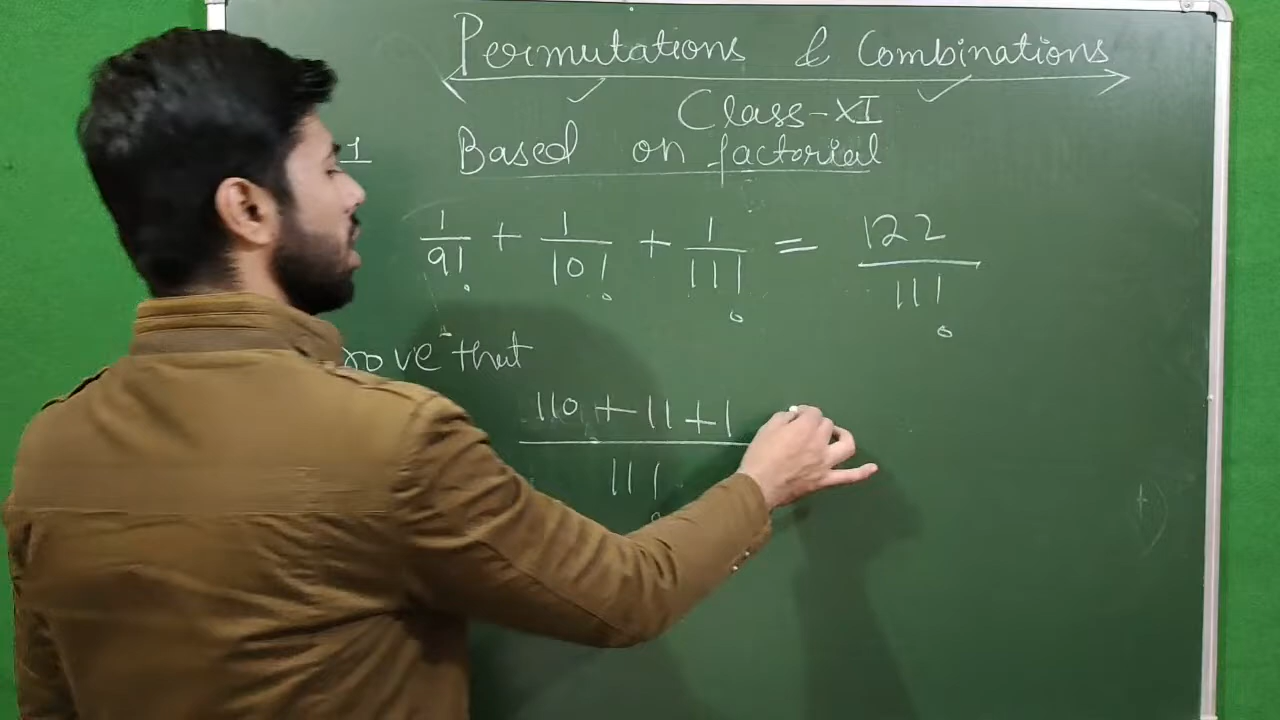 Permutations & Combinations
Class-XI
1 Based on factorial
1/9! + 1/10! + 1/11! = 122/11!
rove that
110 + 11 + 1
11!